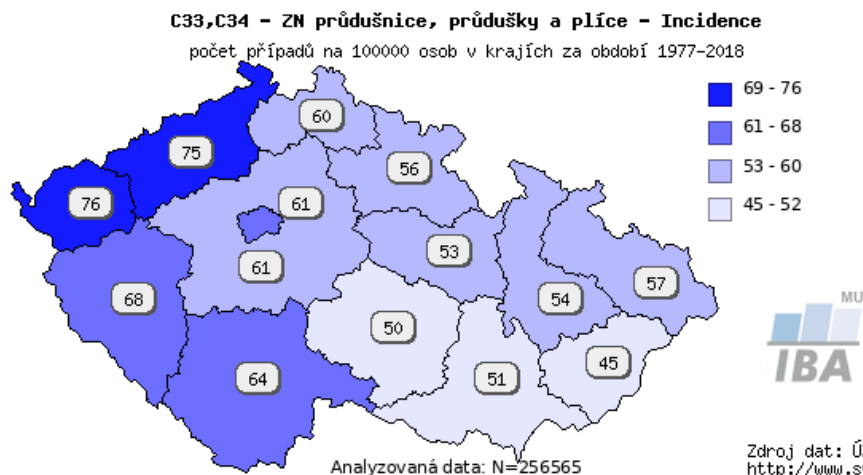 C33,C34 – ZN průdušnice, průdušky a plíce – Incidence
počet případů na 100000 osob v krajích za období 1977–2018
69 - 76
61 - 68
53 - 60
45 - 52
60
75
56
76
61
53
61
57
68
54
50
64
51
45
MU
IBA
Analyzovaná data: N=256565
Zdroj dat: Ú
http://www.s